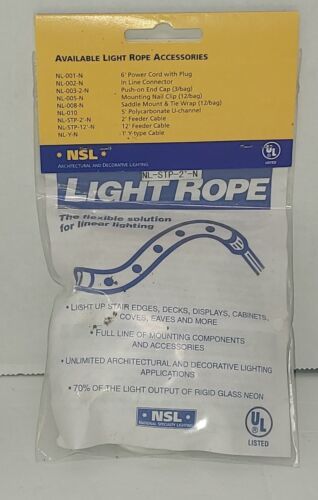 AVAILABLE LIGHT ROPE ACCESSORIES
NL-001-N 6' Power Cord with Plug
NL-002-N In Line Connector
NL-003-2-N Push-on End Cap (3/bag)
NL-005-N Mounting Nail Clip (12/bag)
NL-008-N Saddle Mount & Tie Wrap (12/bag)
NL-010 5' Polycarbonate U-channel
NL-STP-2'-N 2' Feeder Cable
NL-STP-12'-N 12' Feeder Cable
NL-Y-N 1' Y-type Cable
NSL
ARCHITECTURAL AND DECORATIVE LIGHTING
UL
NL-STP-2'-N
LIGHT ROPE
The flexible solution
for linear lighting
• LIGHT UP STAIR EDGES, DECKS, DISPLAYS, CABINETS,
COVES, EAVES AND MORE
• FULL LINE OF MOUNTING COMPONENTS
AND ACCESSORIES
• UNLIMITED ARCHITECTURAL AND DECORATIVE LIGHTING
APPLICATIONS
• 70% OF THE LIGHT OUTPUT OF RIGID GLASS NEON
NSL
NATIONAL SPECIALTY LIGHTING
UL
LISTED